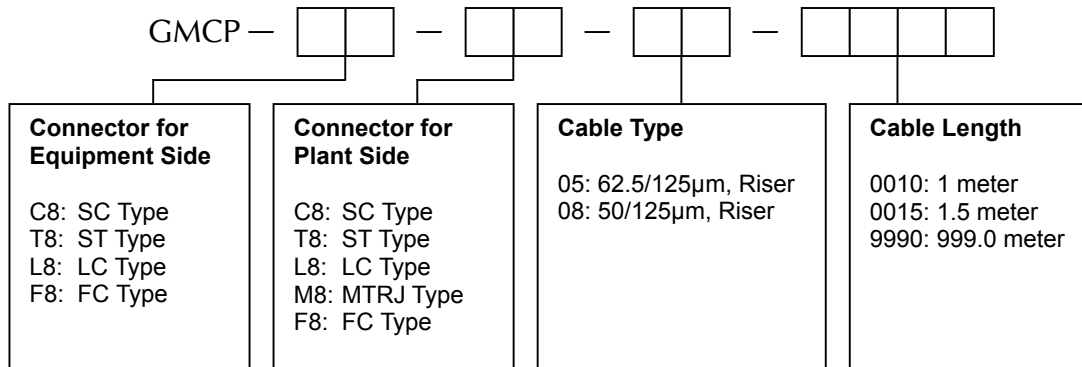 GMCP — — — —
Connector for
Equipment Side
C8: SC Type
T8: ST Type
L8: LC Type
F8: FC Type
Connector for
Plant Side
C8: SC Type
T8: ST Type
L8: LC Type
M8: MTRJ Type
F8: FC Type
Cable Type
05: 62.5/125µm, Riser
08: 50/125µm, Riser
Cable Length
0010: 1 meter
0015: 1.5 meter
9990: 999.0 meter